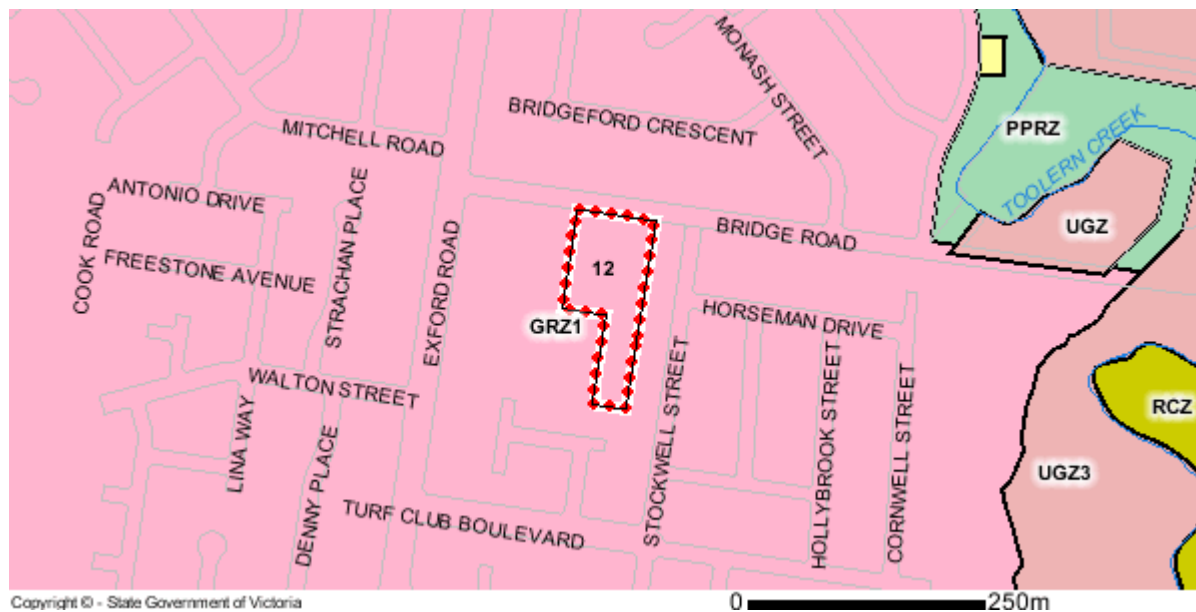 MONASH STREET
BRIDGEFORD CRESCENT
MITCHELL ROAD
PPRZ
TOOLERN CREEK
ANTONIO DRIVE
STRACHAN PLACE
COOK ROAD
FREESTONE AVENUE
EXFORD ROAD
BRIDGE ROAD
UGZ
12
GRZ1
HORSEMAN DRIVE
WALTON STREET
LINA WAY
DENNY PLACE
STOCKWELL STREET
HOLLYBROOK STREET
CORNWELL STREET
RCZ
UGZ3
TURF CLUB BOULEVARD
Copyright © - State Government of Victoria
0 250m